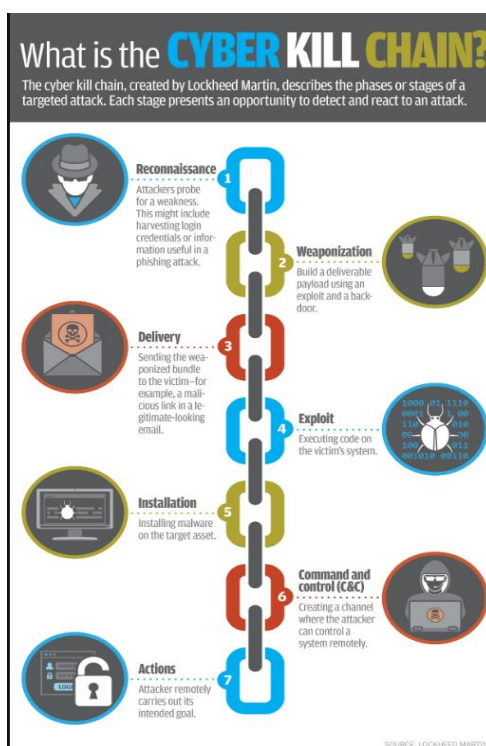 What is the CYBER KILL CHAIN?
The cyber kill chain, created by Lockheed Martin, describes the phases or stages of a
targeted attack. Each stage presents an opportunity to detect and react to an attack.
1
Reconnaissance
Attackers probe
for a weakness.
This might include
harvesting login
credentials or infor-
mation useful in a
phishing attack.
2
Weaponization
Build a deliverable
payload using an
exploit and a back-
door.
3
Delivery
Sending the wea-
ponized bundle
to the victim—for
example, a mali-
cious link in a le-
gitimate-looking
email.
4
Exploit
Executing code on
the victim's system.
5
Installation
Installing malware
on the target asset.
6
Command and
control (C&C)
Creating a channel
where the attacker
can control a
system remotely.
7
Actions
Attacker remotely
carries out its
intended goal.
SOURCE: LOCKHEED MARTIN